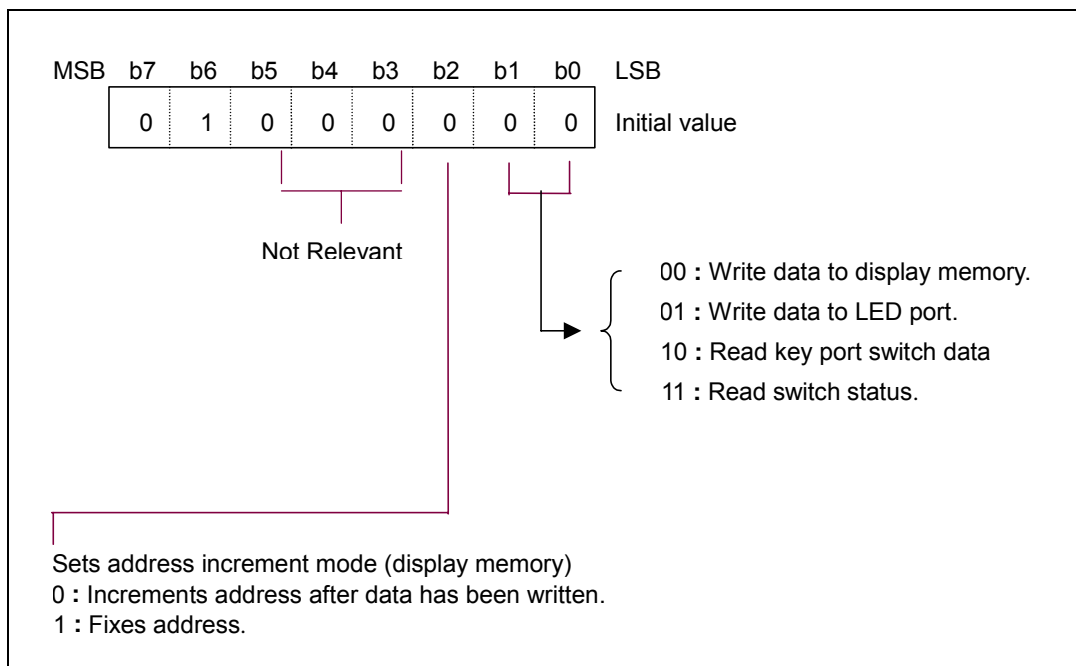 MSB b7 b6 b5 b4 b3 b2 b1 b0 LSB
0 1 0 0 0 0 0 0 Initial value
Not Relevant
00 : Write data to display memory.
01 : Write data to LED port.
10 : Read key port switch data
11 : Read switch status.
Sets address increment mode (display memory)
0 : Increments address after data has been written.
1 : Fixes address.